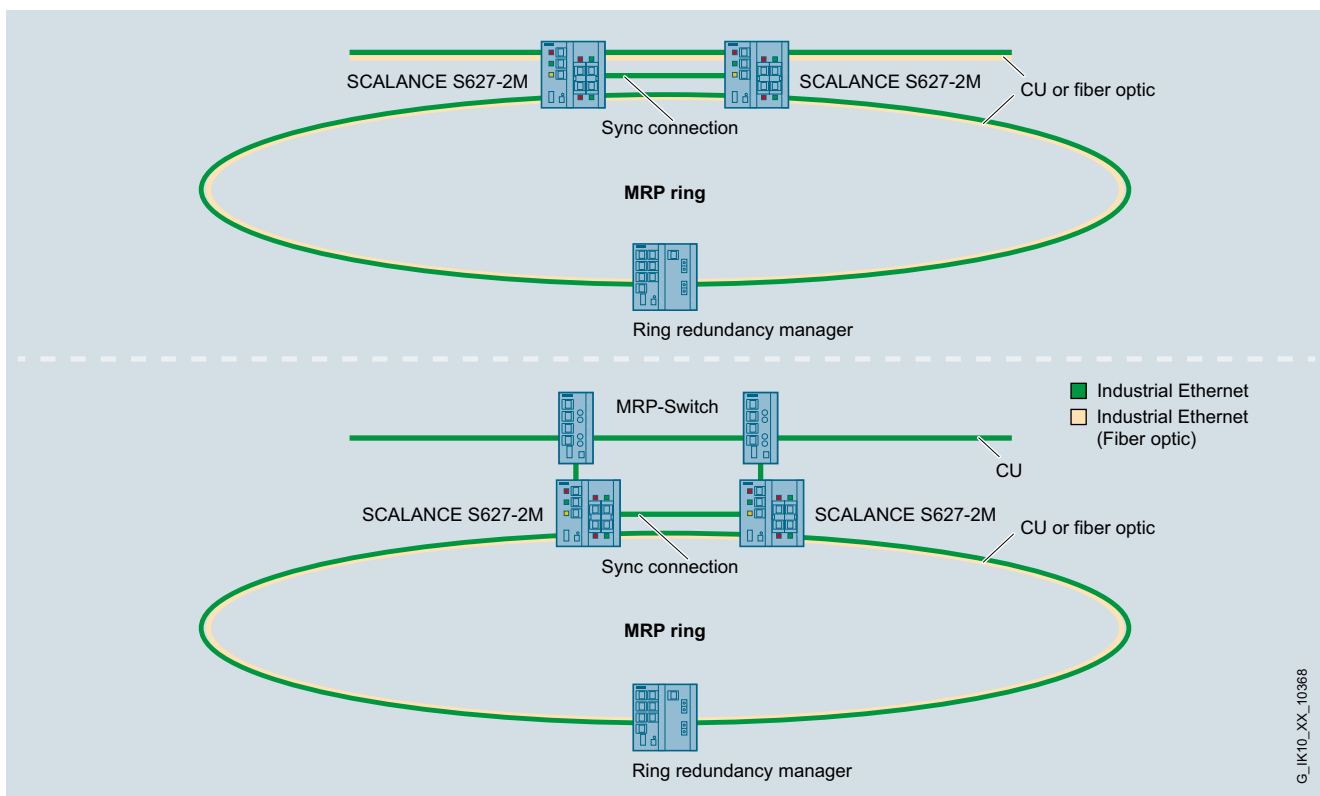 SCALANCE S627-2M
SCALANCE S627-2M
CU or fiber optic
Sync connection
MRP ring
Ring redundancy manager
MRP-Switch
Industrial Ethernet
Industrial Ethernet
(Fiber optic)
CU
SCALANCE S627-2M
SCALANCE S627-2M
CU or fiber optic
Sync connection
MRP ring
Ring redundancy manager
G_IK10_XX_10368